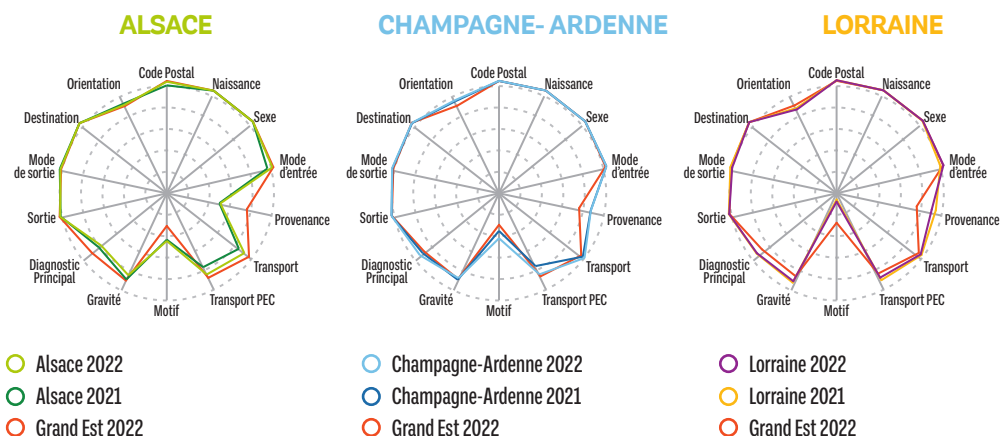 ALSACE
Code Postal
Naissance
Sexe
Mode
d'entrée
Provenance
Transport
Transport PEC
Motif
Gravité
Diagnostic
Principal
Sortie
Mode
de sortie
Destination
Orientation
Alsace 2022
Alsace 2021
Grand Est 2022
CHAMPAGNE- ARDENNE
Code Postal
Naissance
Sexe
Mode
d'entrée
Provenance
Transport
Transport PEC
Motif
Gravité
Diagnostic
Principal
Sortie
Mode
de sortie
Destination
Orientation
Champagne-Ardenne 2022
Champagne-Ardenne 2021
Grand Est 2022
LORRAINE
Code Postal
Naissance
Sexe
Mode
d'entrée
Provenance
Transport
Transport PEC
Motif
Gravité
Diagnostic
Principal
Sortie
Mode
de sortie
Destination
Orientation
Lorraine 2022
Lorraine 2021
Grand Est 2022